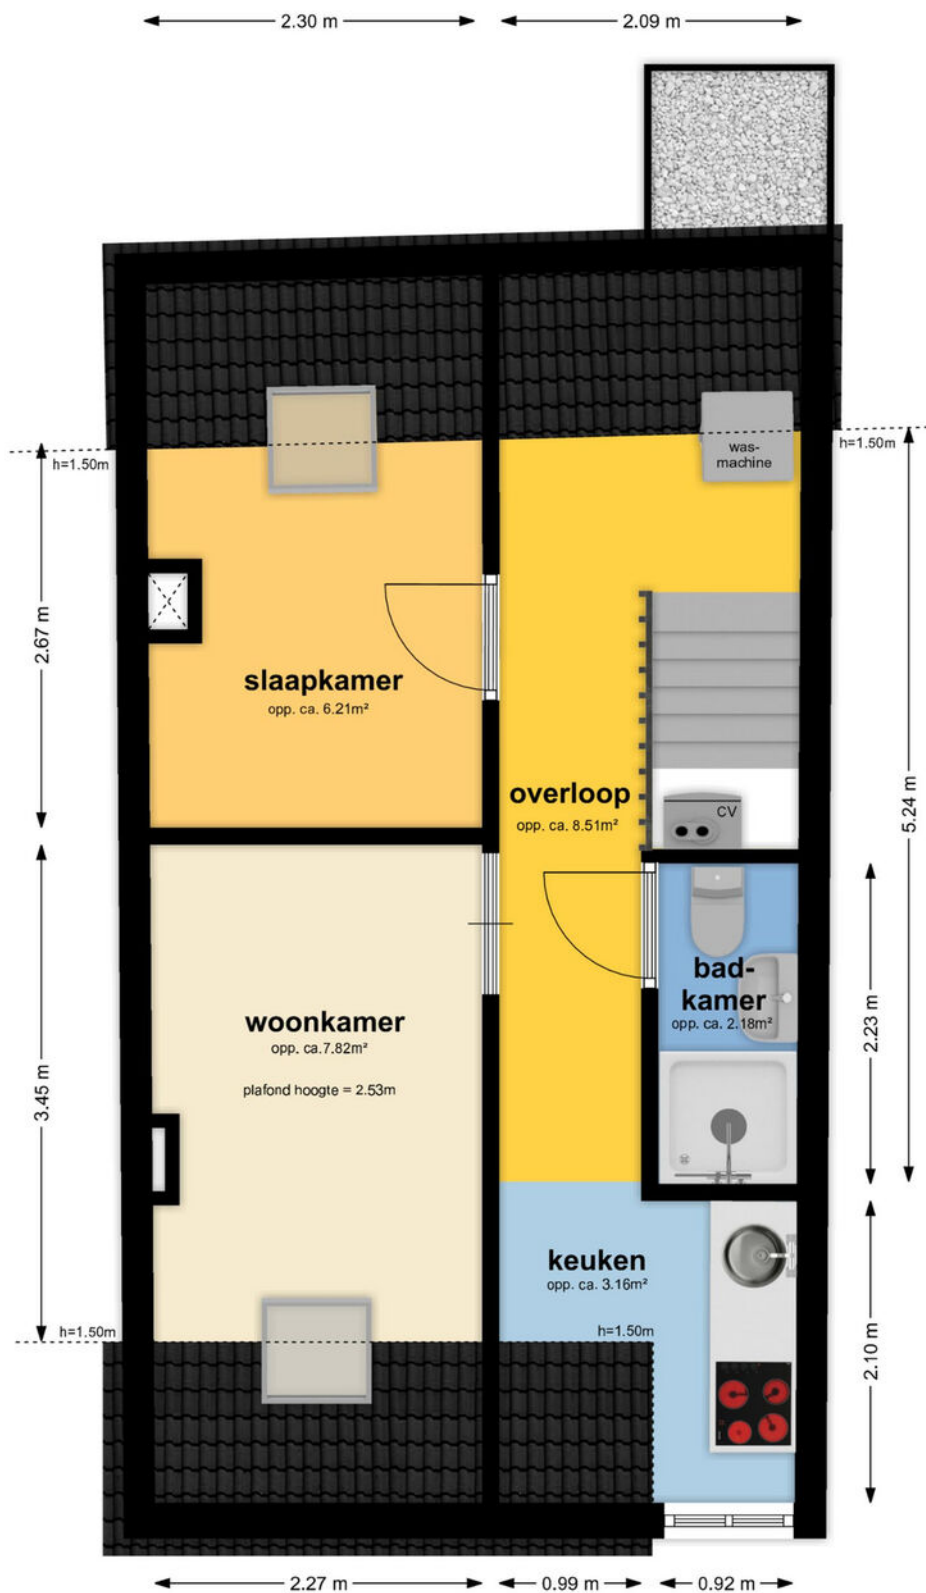 2.30 m
2.09 m
h=1.50m
was-
machine
h=1.50m
2.67 m
slaapkamer
opp. ca. 6.21m²
overloop
opp. ca. 8.51m²
CV
5.24 m
bad-
kamer
opp. ca. 2.18m²
2.23 m
woonkamer
opp. ca.7.82m²
plafond hoogte = 2.53m
3.45 m
keuken
opp. ca. 3.16m²
h=1.50m
h=1.50m
2.10 m
2.27 m
0.99 m
0.92 m